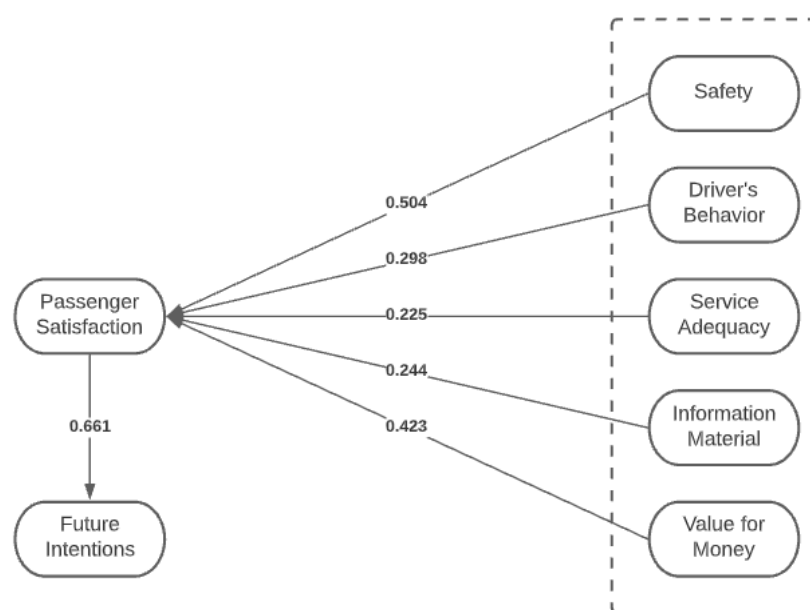 Safety
Driver's
Behavior
0.504
0.298
Passenger
Satisfaction
0.225
Service
Adequacy
0.244
Information
Material
0.661
0.423
Future
Intentions
Value for
Money